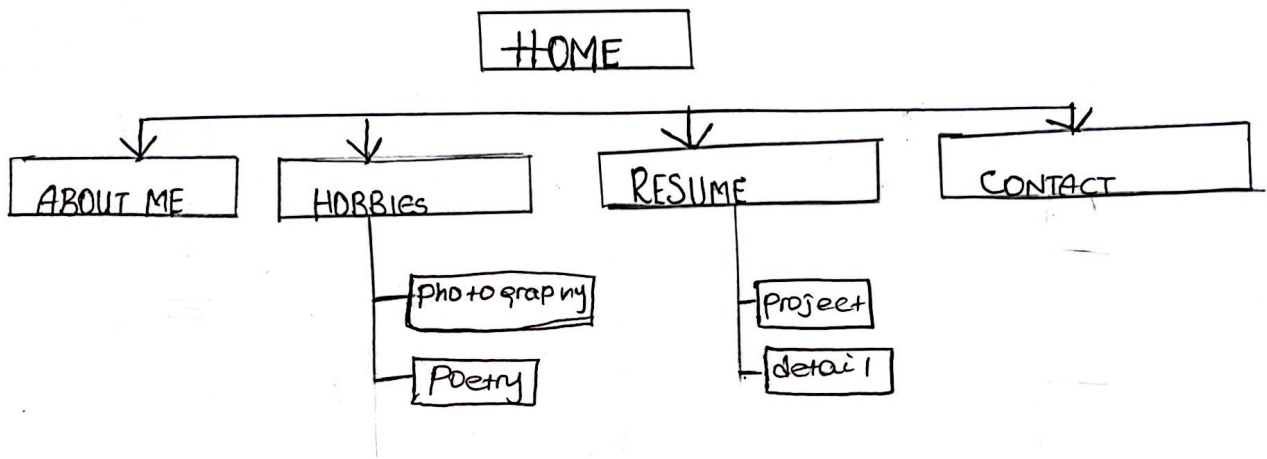 HOME
ABOUT ME
HOBBIES
RESUME
CONTACT
Photography
Project
Poetry
detail